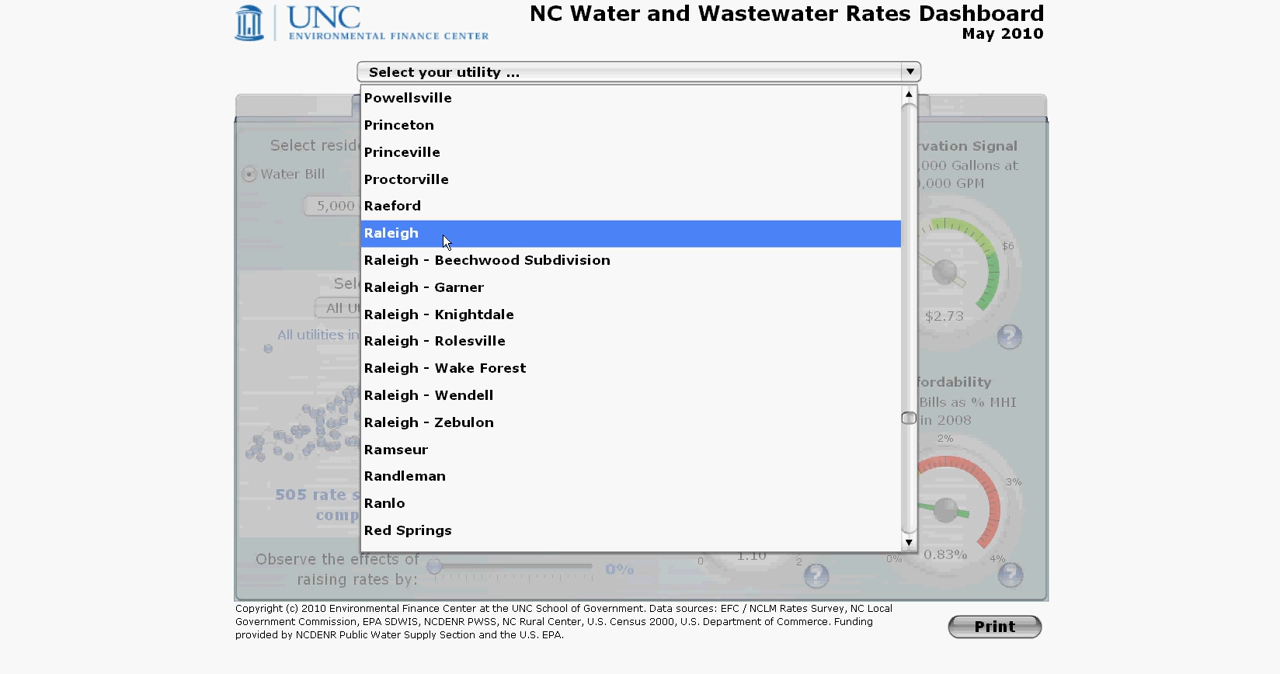 UNC
ENVIRONMENTAL FINANCE CENTER
NC Water and Wastewater Rates Dashboard
May 2010
Select your utility ...
Powellsville
Princeton
Princeville
Proctorville
Raeford
Raleigh
Raleigh - Beechwood Subdivision
Raleigh - Garner
Raleigh - Knightdale
Raleigh - Rolesville
Raleigh - Wake Forest
Raleigh - Wendell
Raleigh - Zebulon
Ramseur
Randleman
Ranlo
Red Springs
Select
Water Bill
5,000
All
All utilities in
505 rate
Observe the effects of
raising rates by:
0%
0
1.10
2
,000 Gallons at
,000 GPM
Signal
$6
$2.73
Bills as % MHI
in 2008
2%
3%
0%
0.83%
4%
Copyright (c) 2010 Environmental Finance Center at the UNC School of Government. Data sources: EFC / NCLM Rates Survey, NC Local
Government Commission, EPA SDWIS, NCDENR PWSS, NC Rural Center, U.S. Census 2000, U.S. Department of Commerce. Funding
provided by NCDENR Public Water Supply Section and the U.S. EPA.
Print